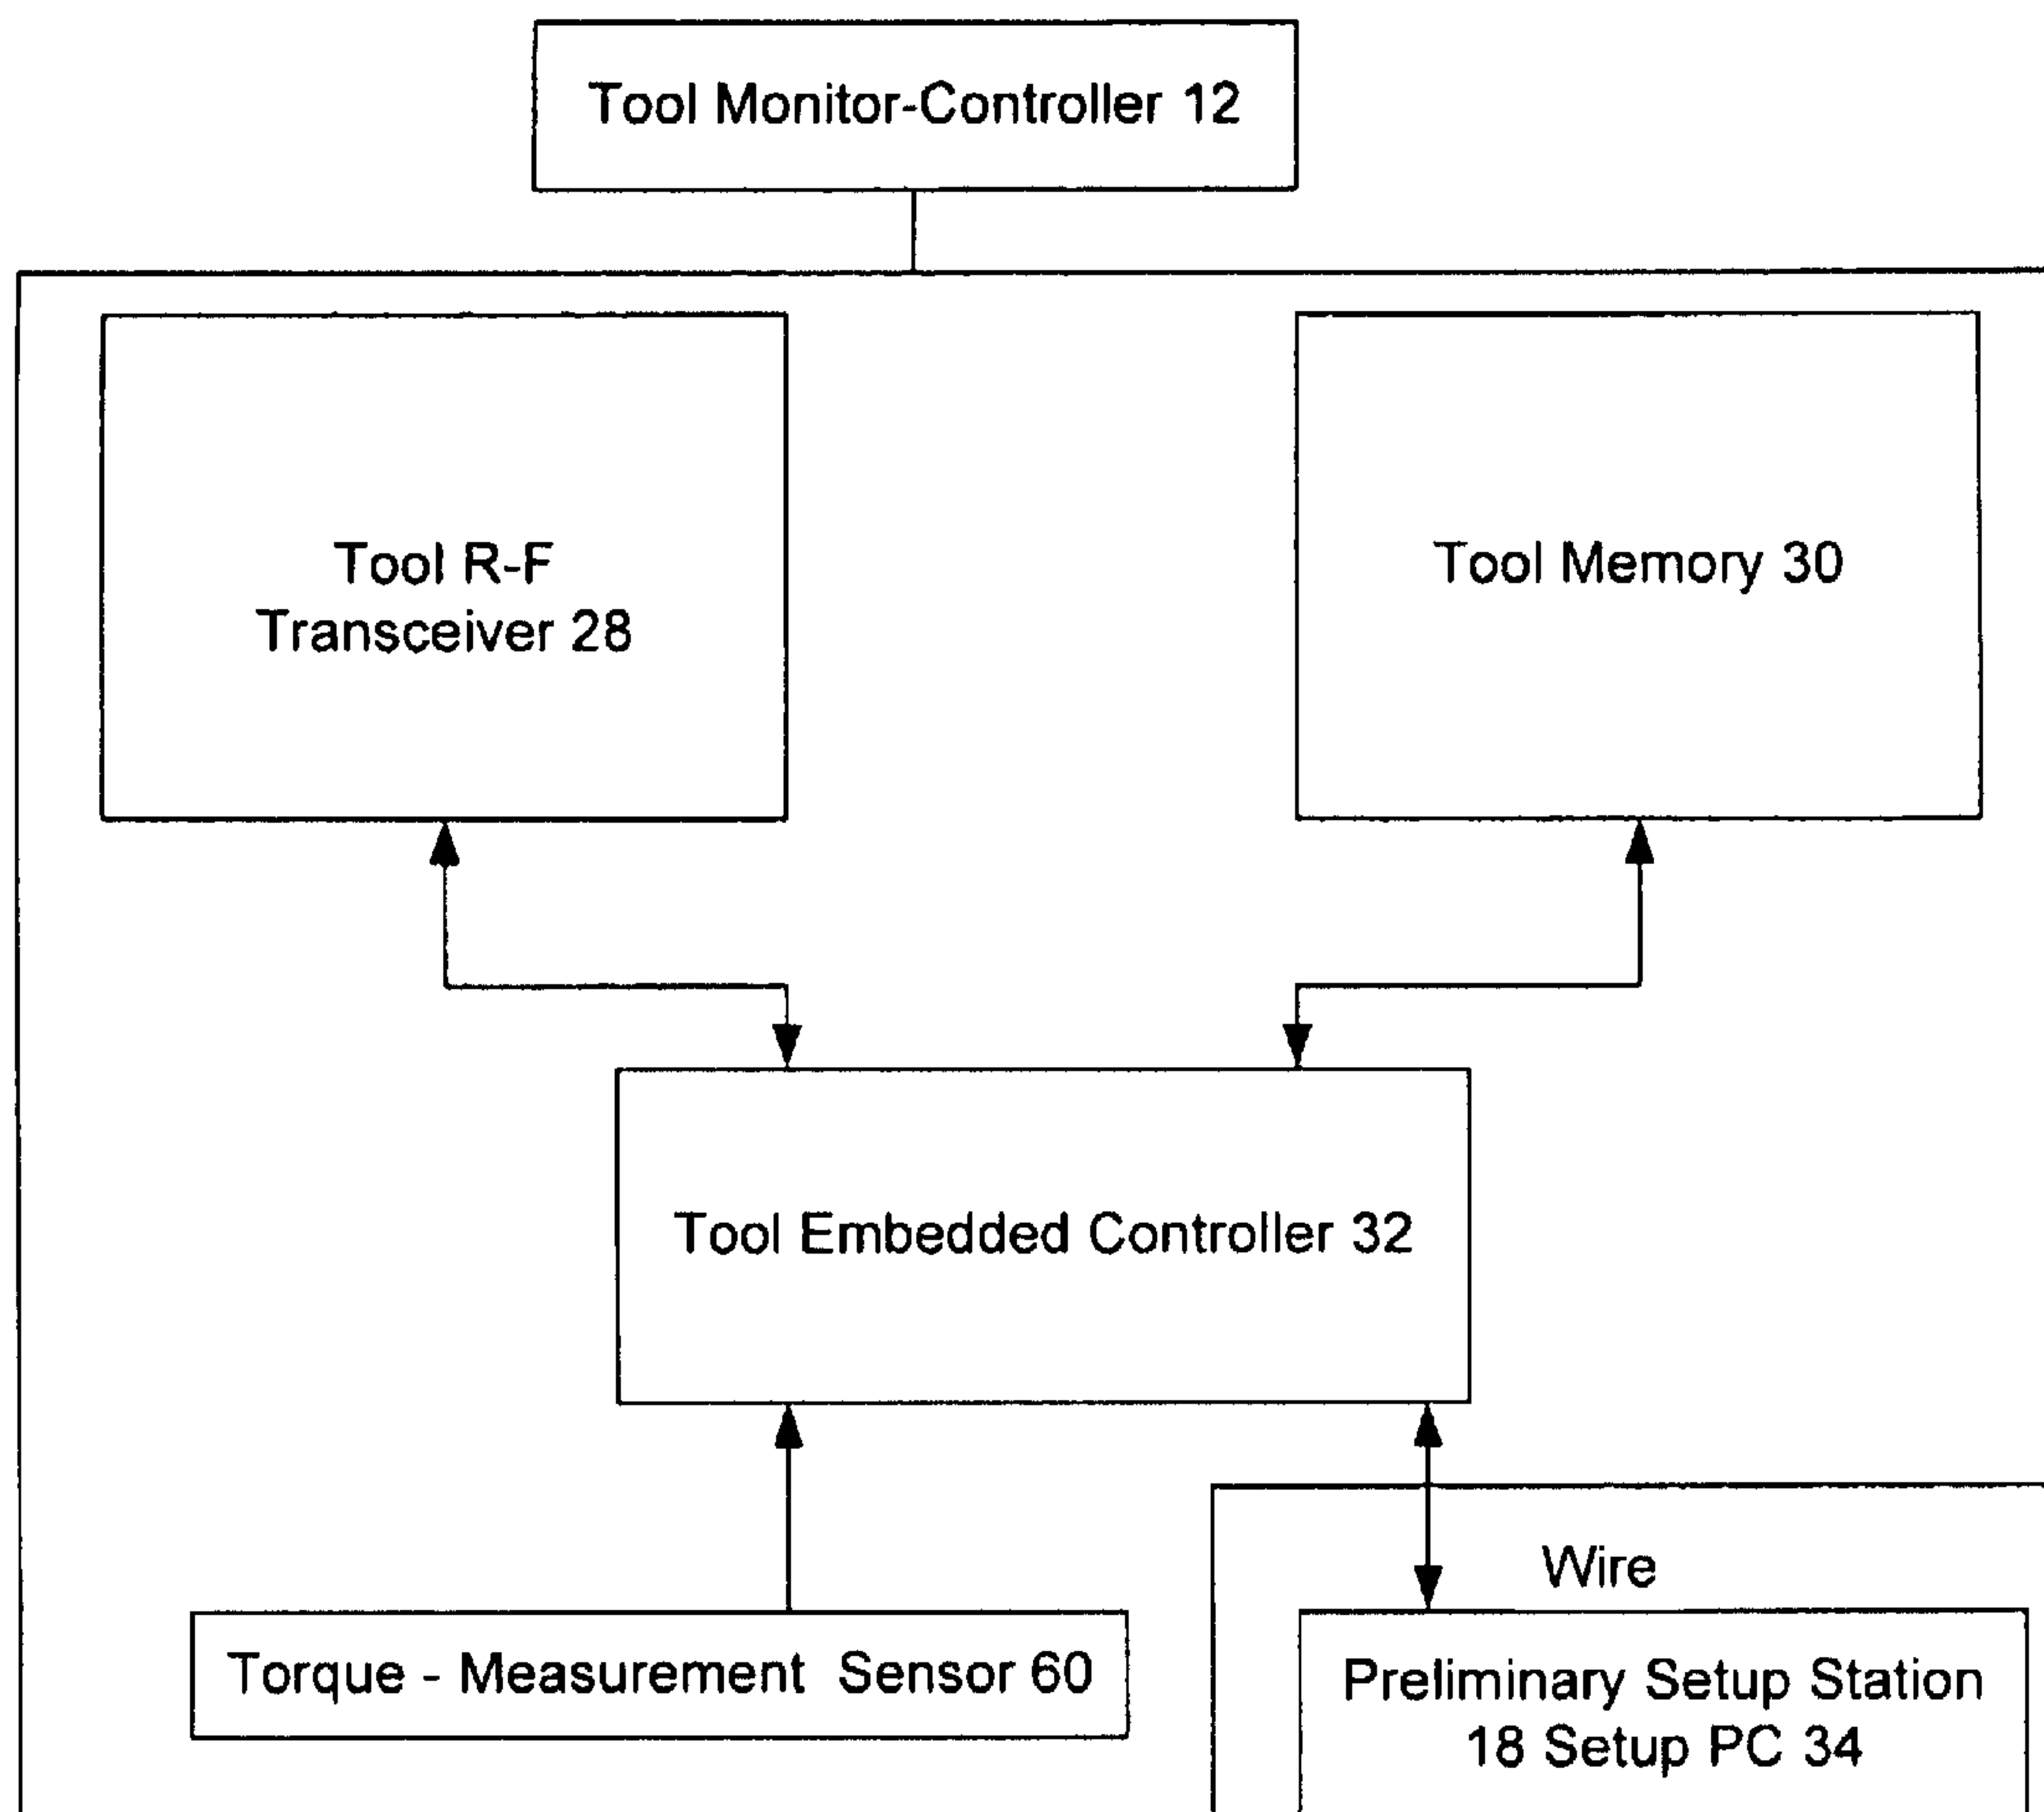 Tool Monitor-Controller 12
Tool R-F
Transceiver 28
Tool Memory 30
Tool Embedded Controller 32
Wire
Torque - Measurement Sensor 60
Preliminary Setup Station
18 Setup PC 34